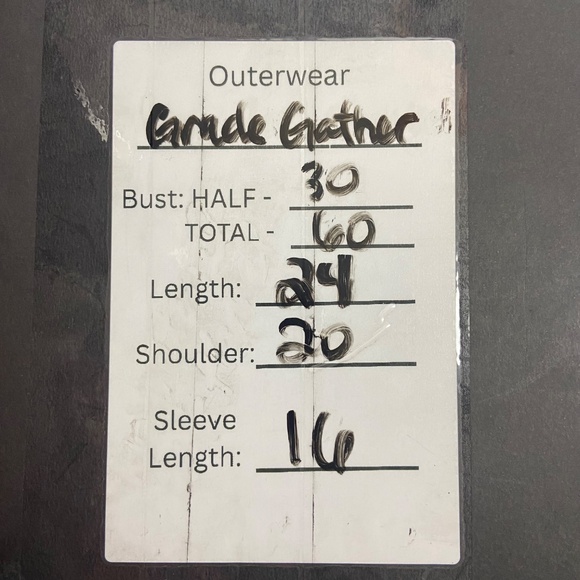 Outerwear
Grade Gather
Bust: HALF - 30
TOTAL - 60
Length: 24
Shoulder: 20
Sleeve
Length: 16